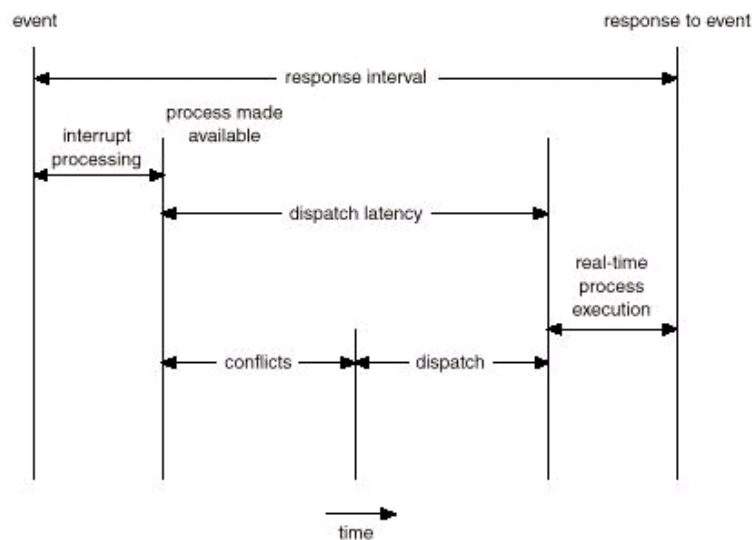 event
response to event
response interval
process made
available
interrupt
processing
dispatch latency
real-time
process
execution
conflicts
dispatch
time